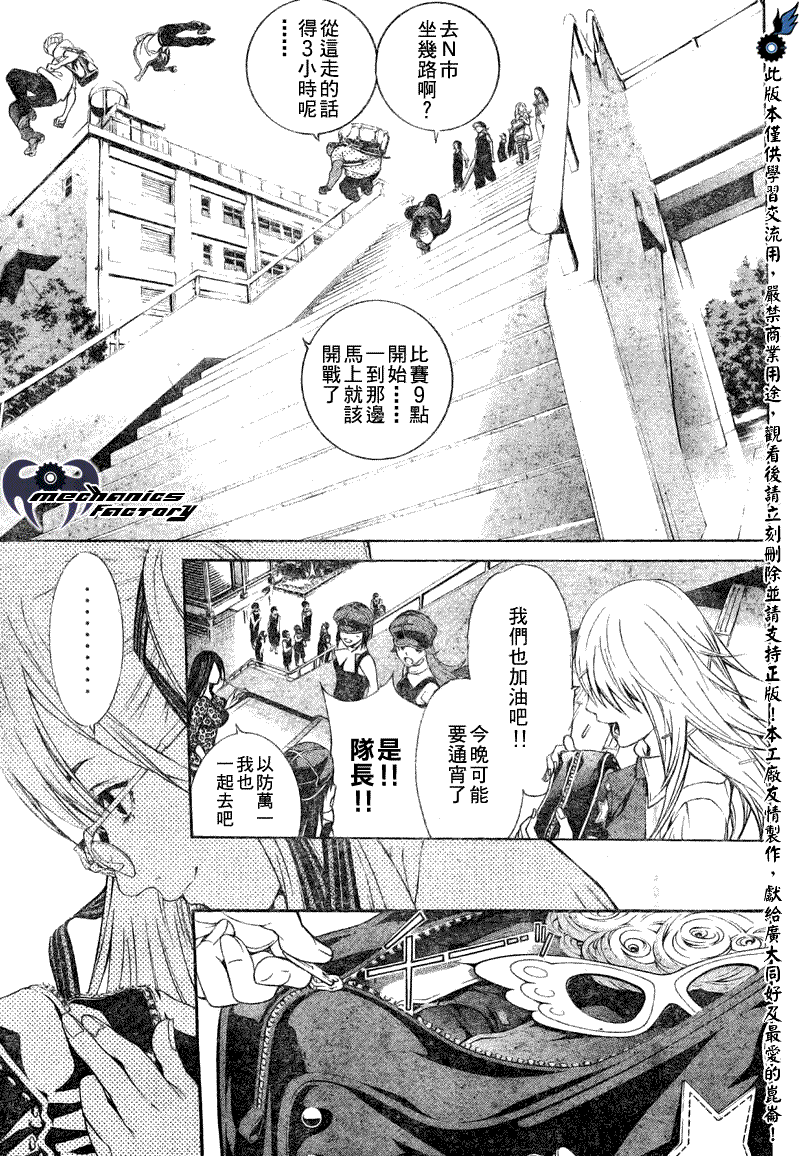 去N市
坐幾路啊?
從這走的話
得3小時呢
……
比賽9點
開始……
一到那邊
馬上就該
開戰了
mechanics
Factory
我們也加油吧!!
今晚可能
要通宵了
是!!
隊長!!
以防萬一
我也
一起去吧
………
此版本僅供學習交流用,嚴禁商業用途,觀看後請立刻刪除並請支持正版!本工廠友情製作,獻給廣大同好及最愛的崑崙!